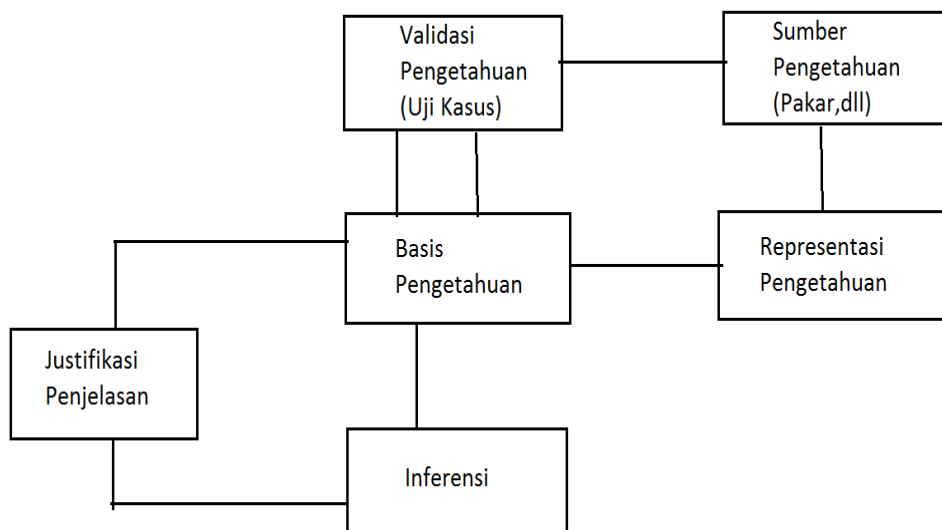 Validasi
Pengetahuan
(Uji Kasus)
Sumber
Pengetahuan
(Pakar,dll)
Basis
Pengetahuan
Representasi
Pengetahuan
Justifikasi
Penjelasan
Inferensi